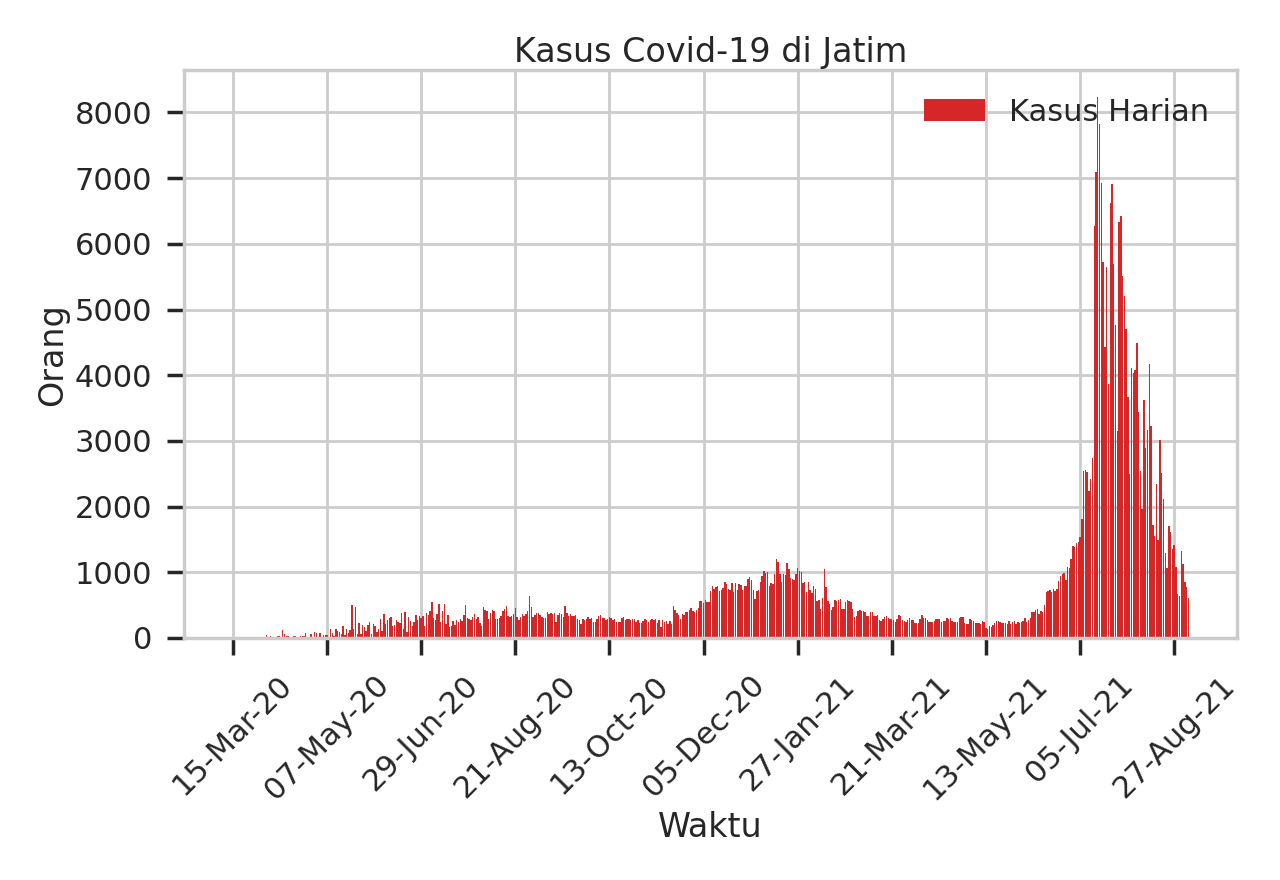 Kasus Covid-19 di Jatim
Kasus Harian
8000
7000
6000
5000
4000
3000
2000
1000
0
Orang
15-Mar-20
07-May-20
29-Jun-20
21-Aug-20
13-Oct-20
05-Dec-20
27-Jan-21
21-Mar-21
13-May-21
05-Jul-21
27-Aug-21
Waktu